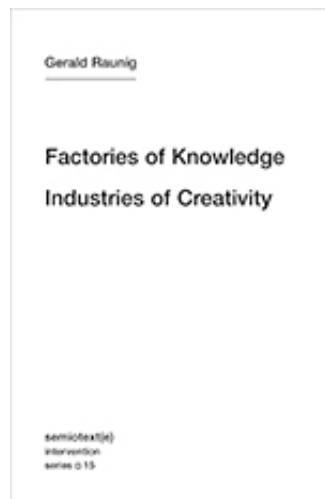 Gerald Raunig
Factories of Knowledge
Industries of Creativity
semiotext(e)
intervention
series 15